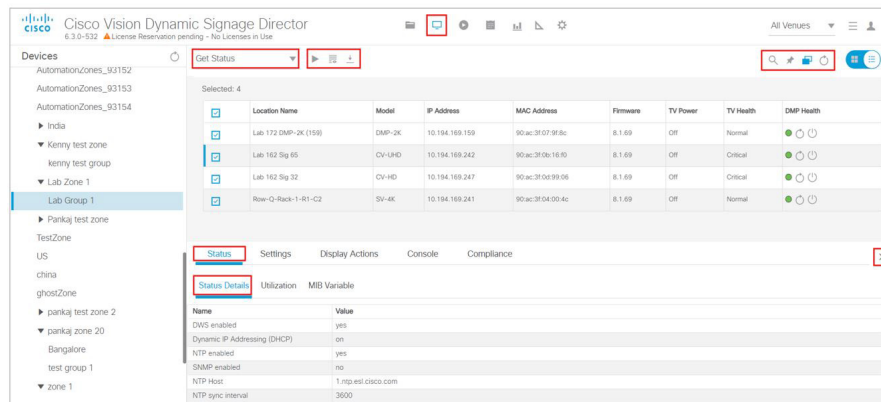 CISCO
Cisco Vision Dynamic Signage Director
6.3.0-532 License Reservation pending - No Licenses in Use
All Venues
Devices
AutomationZones_93152
AutomationZones_93153
AutomationZones_93154
India
Kenny test zone
kenny test group
Lab Zone 1
Lab Group 1
Pankaj test zone
TestZone
US
china
ghostZone
pankaj test zone 2
pankaj zone 20
Bangalore
test group 1
zone 1
Get Status
Selected: 4
Location Name Model IP Address MAC Address Firmware TV Power TV Health DMP Health
Lab 172 DMP-2K (159) DMP-2K 10.194.169.159 90:ac:3f:07:9f:8c 8.1.69 Off Normal
Lab 162 Sig 65 CV-UHD 10.194.169.242 90:ac:3f:0b:16:f0 8.1.69 Off Critical
Lab 162 Sig 32 CV-HD 10.194.169.247 90:ac:3f:0d:99:06 8.1.69 Off Critical
Row-Q-Rack-1-R1-C2 SV-4K 10.194.169.241 90:ac:3f:04:00:4c 8.1.69 Off Normal
Status Settings Display Actions Console Compliance
Status Details Utilization MIB Variable
Name Value
DWS enabled yes
Dynamic IP Addressing (DHCP) on
NTP enabled yes
SNMP enabled no
NTP Host 1.ntp.esl.cisco.com
NTP sync interval 3600